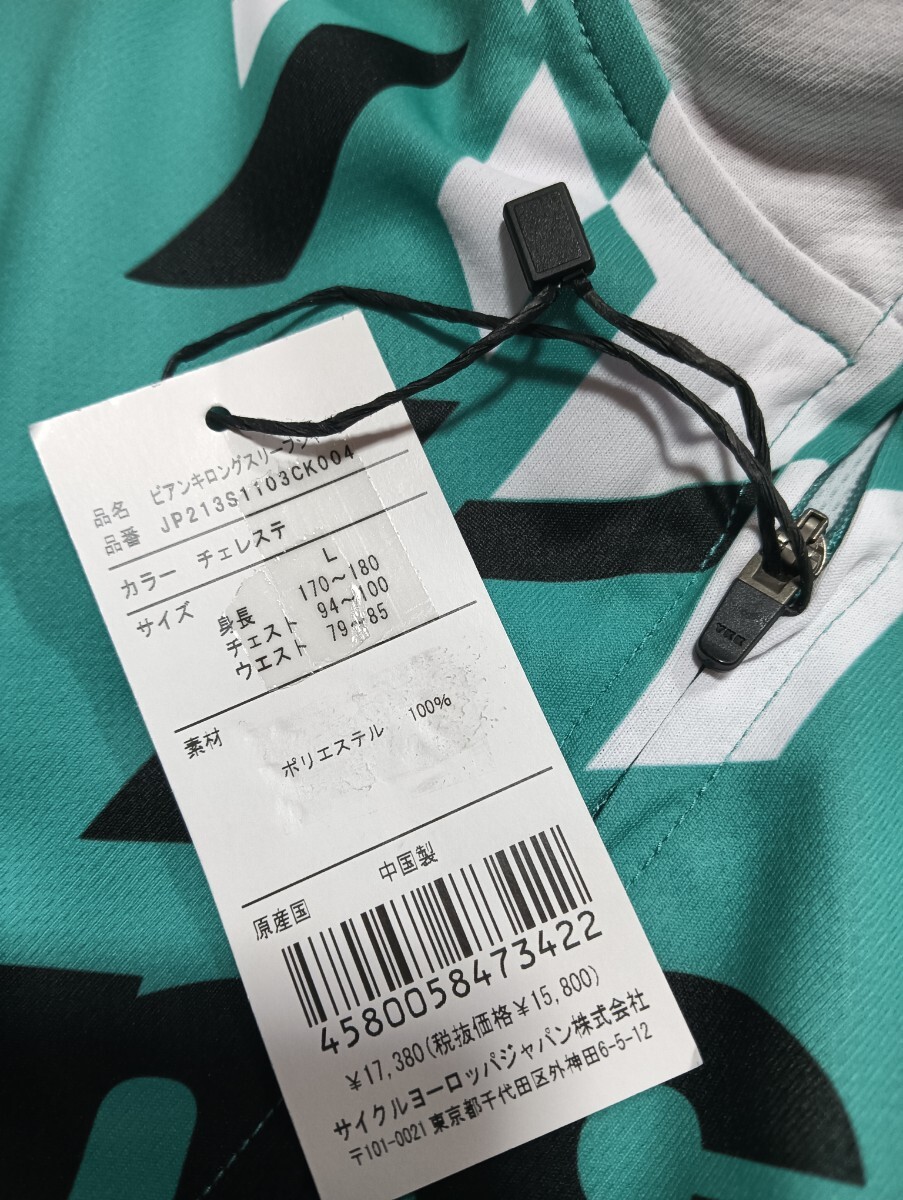 品名 ビアンキロングスリーブジャ
品番 JP213S1103CK004
カラー チェレステ
サイズ L
身長 170～180
チェスト 94～100
ウエスト 79～85
素材
ポリエステル 100%
中国製
原産国
4580058473422
￥17,380(税抜価格￥15,800)
サイクルヨーロッパジャパン株式会社
〒101-0021 東京都千代田区外神田6-5-12